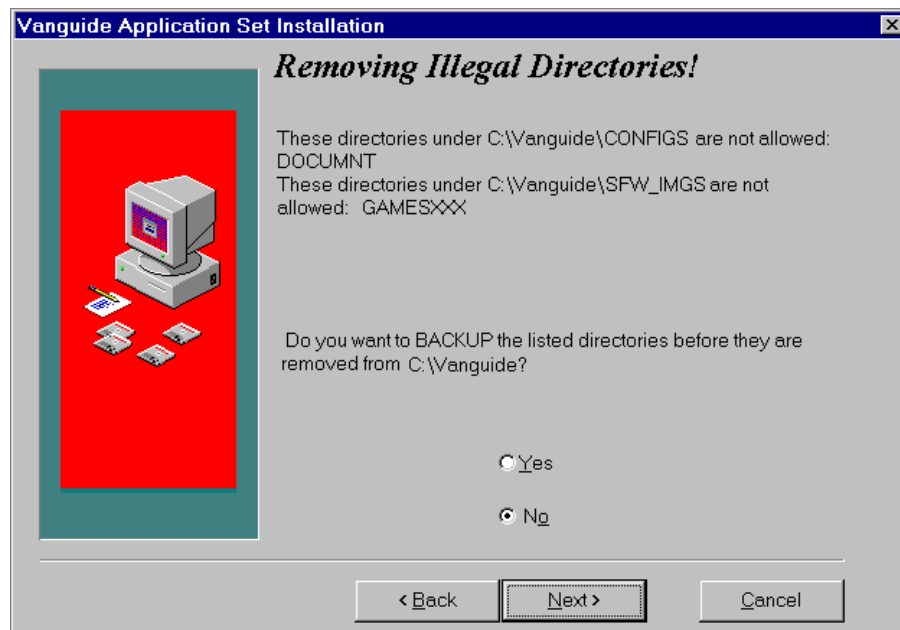 Vanguide Application Set Installation
Removing Illegal Directories!
These directories under C:\Vanguide\CONFIGS are not allowed:
DOCUMNT
These directories under C:\Vanguide\SFW_IMGS are not
allowed: GAMESXXX
Do you want to BACKUP the listed directories before they are
removed from C:\Vanguide?
Yes
No
< Back
Next >
Cancel